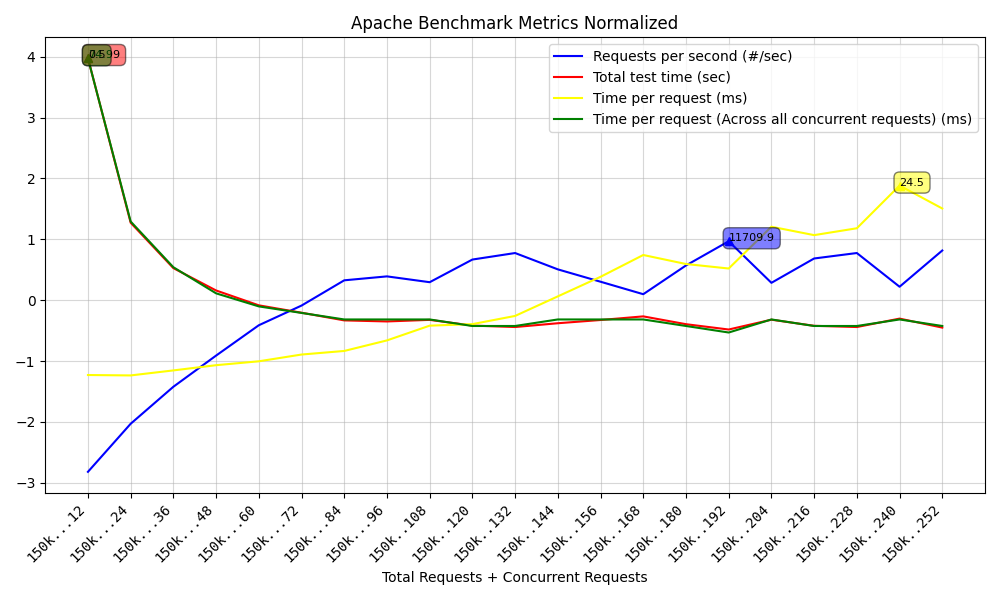 Apache Benchmark Metrics Normalized
Requests per second (#/sec)
Total test time (sec)
Time per request (ms)
Time per request (Across all concurrent requests) (ms)
4
3
2
1
0
−1
−2
−3
24.5
11709.9
150k..12
150k..24
150k..36
150k..48
150k..60
150k..72
150k..84
150k..96
150k..108
150k..120
150k..132
150k..144
150k..156
150k..168
150k..180
150k..192
150k..204
150k..216
150k..228
150k..240
150k..252
Total Requests + Concurrent Requests